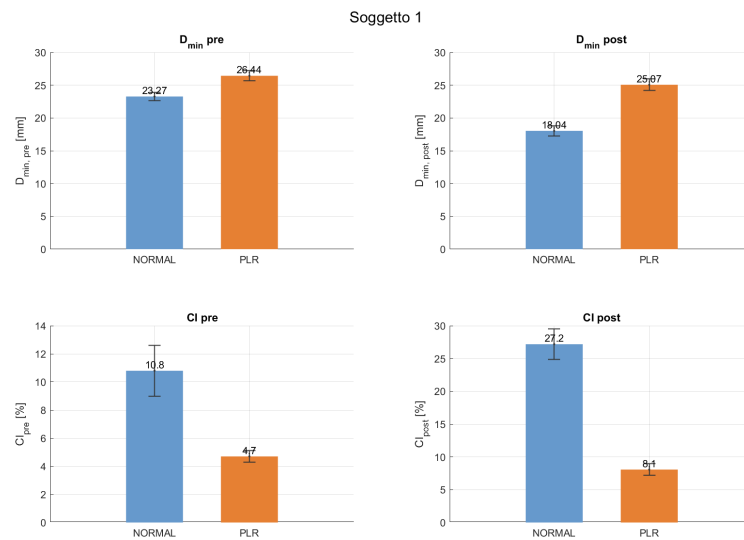 Soggetto 1
D_min pre
30
25
20
15
10
5
0
D_min, pre [mm]
23.27
26.44
NORMAL
PLR
D_min post
30
25
20
15
10
5
0
D_min, post [mm]
18.04
25.07
NORMAL
PLR
CI pre
14
12
10
8
6
4
2
0
CI_pre [%]
10.8
4.7
NORMAL
PLR
CI post
30
25
20
15
10
5
0
CI_post [%]
27.2
8.1
NORMAL
PLR